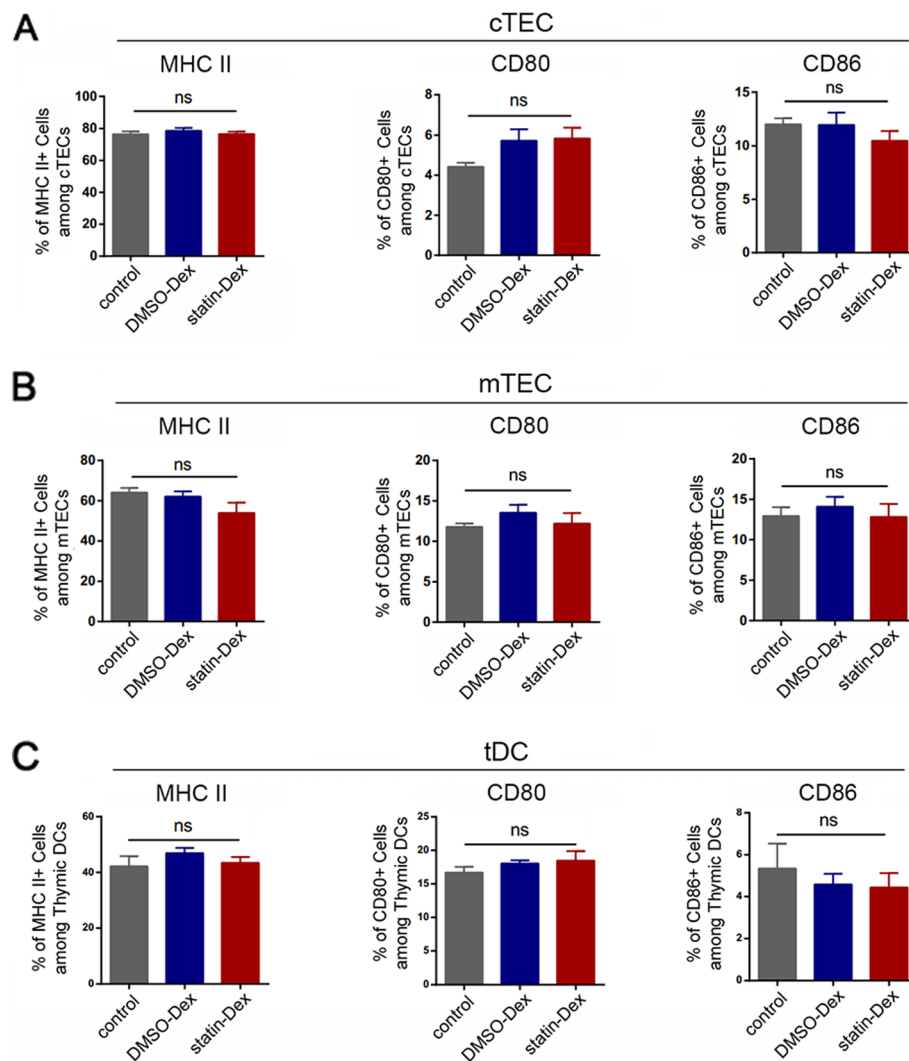 A
cTEC
MHC II
CD80
CD86
% of MHC II+ Cells
among cTECs
100
80
60
40
20
0
ns
control
DMSO-Dex
statin-Dex
% of CD80+ Cells
among cTECs
8
6
4
2
0
ns
control
DMSO-Dex
statin-Dex
% of CD86+ Cells
among cTECs
15
10
5
0
ns
control
DMSO-Dex
statin-Dex
B
mTEC
MHC II
CD80
CD86
% of MHC II+ Cells
among mTECs
80
60
40
20
0
ns
control
DMSO-Dex
statin-Dex
% of CD80+ Cells
among mTECs
20
15
10
5
0
ns
control
DMSO-Dex
statin-Dex
% of CD86+ Cells
among mTECs
20
15
10
5
0
ns
control
DMSO-Dex
statin-Dex
C
tDC
MHC II
CD80
CD86
% of MHC II+ Cells
among Thymic DCs
60
40
20
0
ns
control
DMSO-Dex
statin-Dex
% of CD80+ Cells
among Thymic DCs
25
20
15
10
5
0
ns
control
DMSO-Dex
statin-Dex
% of CD86+ Cells
among Thymic DCs
8
6
4
2
0
ns
control
DMSO-Dex
statin-Dex